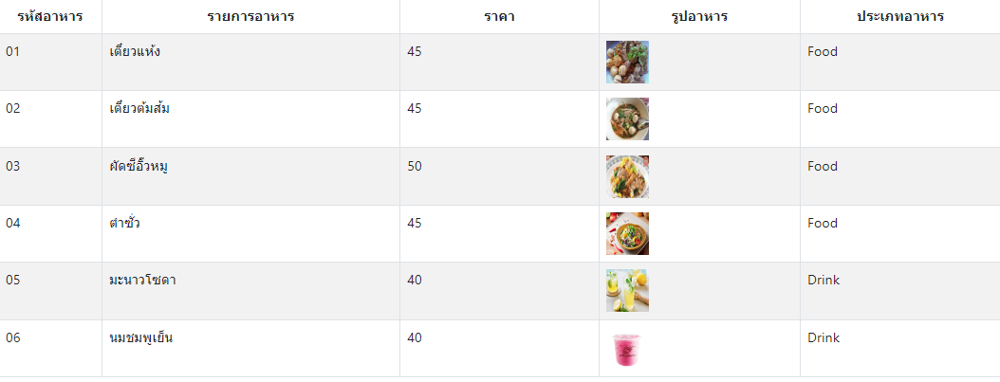 รหัสอาหาร รายการอาหาร ราคา รูปอาหาร ประเภทอาหาร
01 เตี๋ยวแห้ง 45 Food
02 เตี๋ยวต้มส้ม 45 Food
03 ผัดซีอิ๊วหมู 50 Food
04 ตำซั่ว 45 Food
05 มะนาวโซดา 40 Drink
06 นมชมพูเย็น 40 Drink